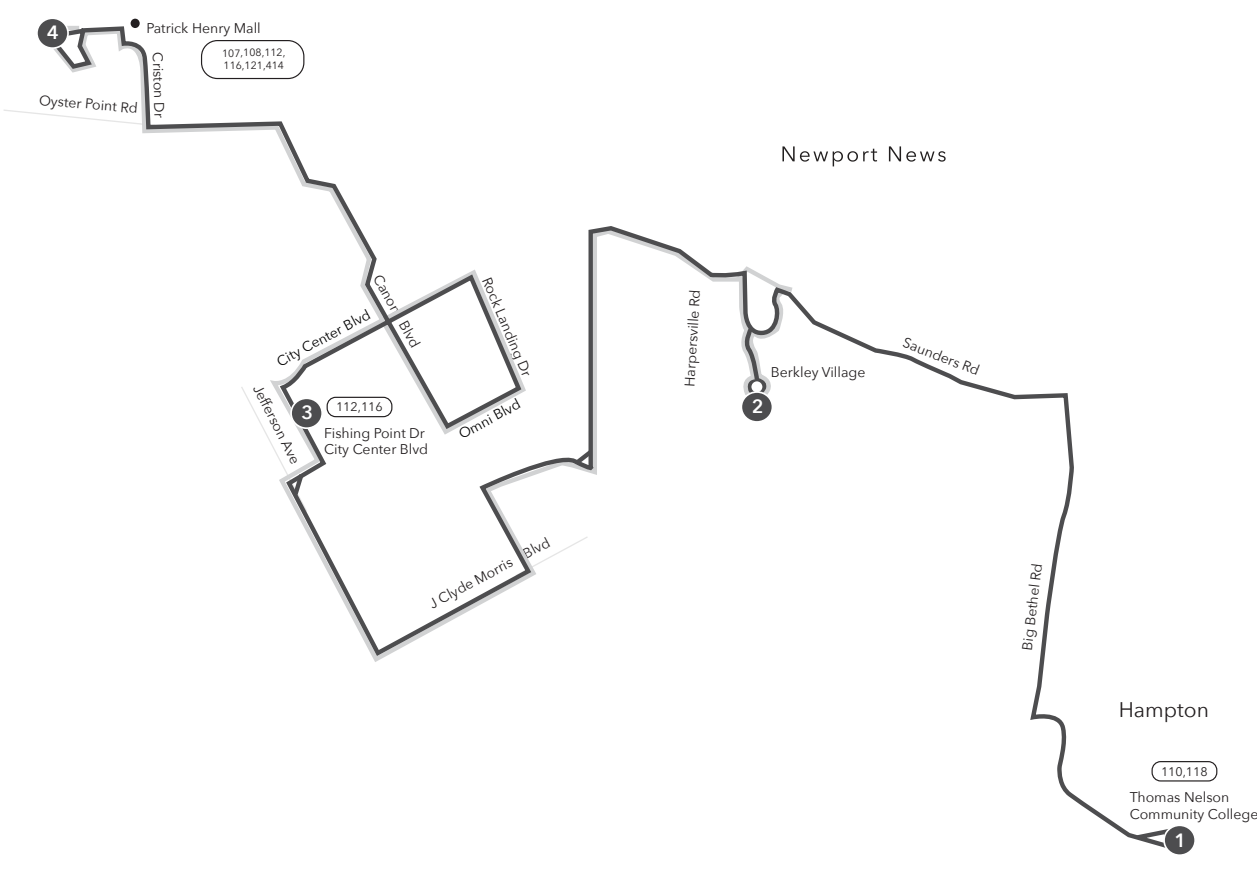 4
Patrick Henry Mall
107,108,112,
116,121,414
Criston Dr
Oyster Point Rd
Newport News
Canon Blvd
Rock Landing Dr
City Center Blvd
Harpersville Rd
Saunders Rd
Berkley Village
2
Jefferson Ave
3
112,116
Fishing Point Dr
City Center Blvd
Omni Blvd
J Clyde Morris Blvd
Big Bethel Rd
Hampton
110,118
Thomas Nelson
Community College
1